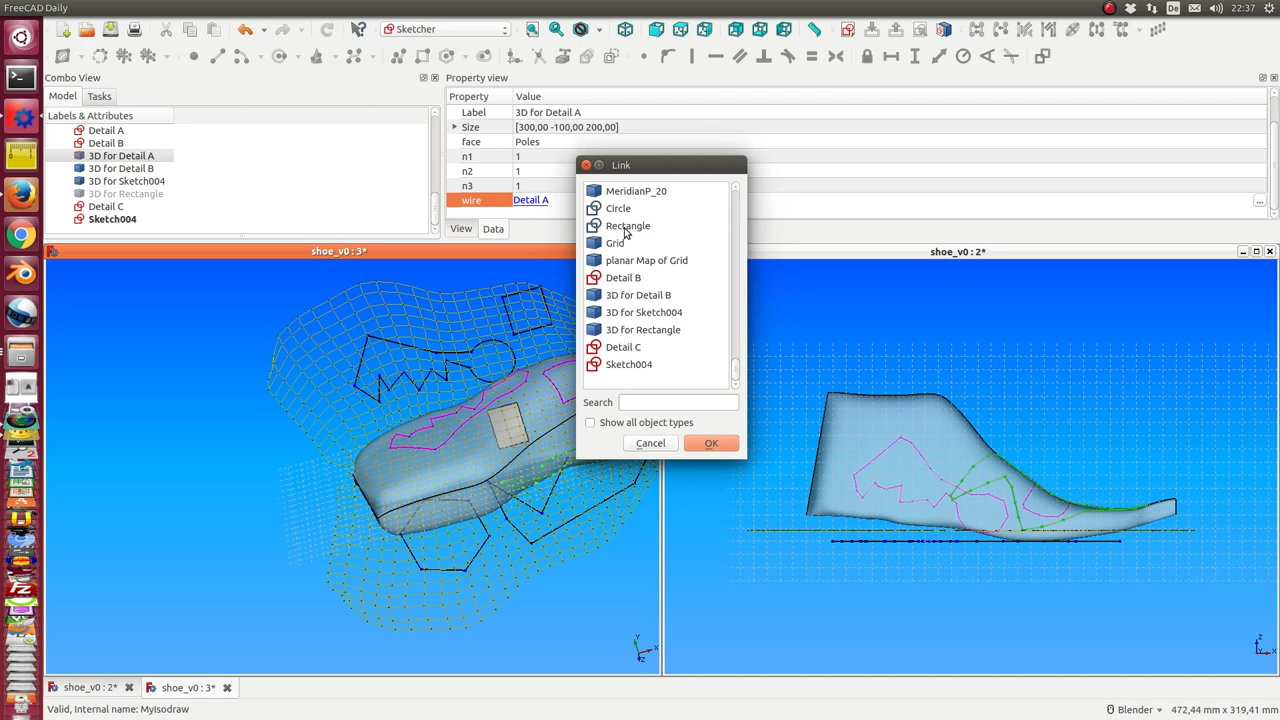 FreeCAD Daily
De
22:37
Sketcher
Combo View
Property view
Model
Tasks
Labels & Attributes
Detail A
Detail B
3D for Detail A
3D for Detail B
3D for Sketch004
3D for Rectangle
Detail C
Sketch004
Property
Value
Label
3D for Detail A
Size
[300,00 -100,00 200,00]
face
Poles
n1
1
n2
1
n3
1
wire
Detail A
...
View
Data
Link
MeridianP_20
Circle
Rectangle
Grid
planar Map of Grid
Detail B
3D for Detail B
3D for Sketch004
3D for Rectangle
Detail C
Sketch004
Search
Show all object types
Cancel
OK
shoe_v0 : 3*
shoe_v0 : 2*
Y
X
Z
Z
X
shoe_v0 : 2*
shoe_v0 : 3*
Valid, Internal name: MyIsodraw
Blender
472,44 mm x 319,41 mm